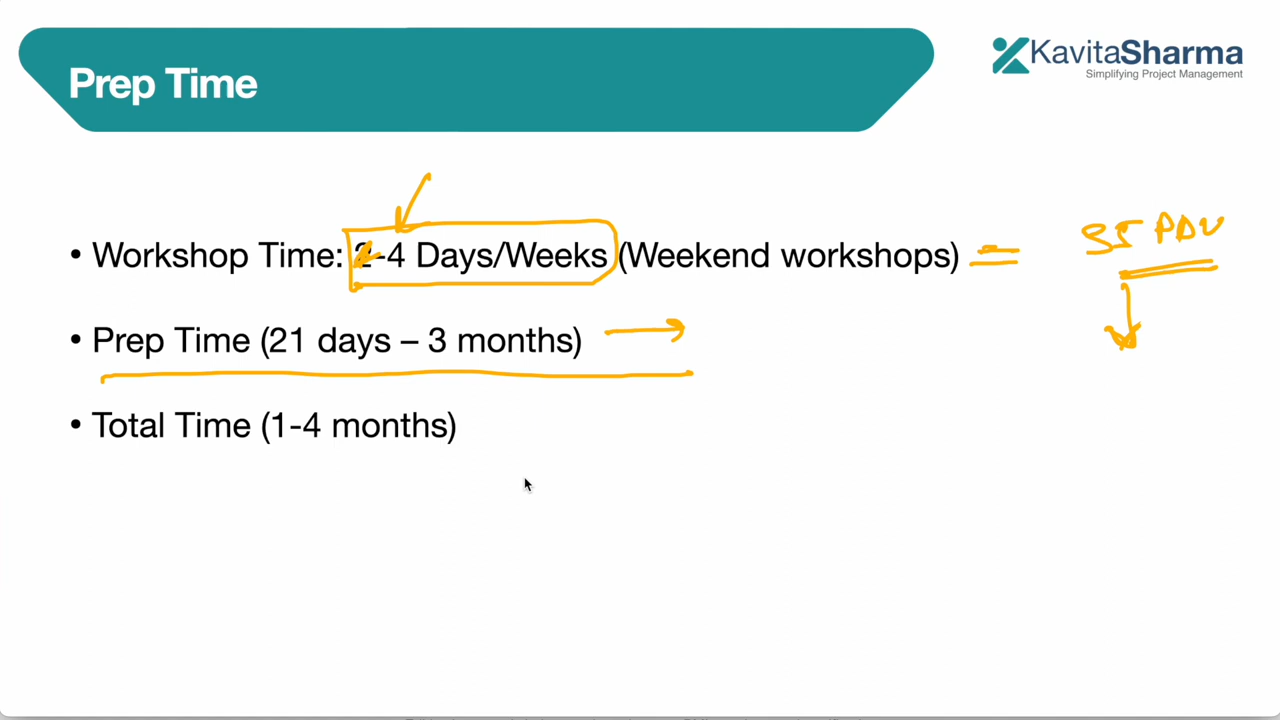 Prep Time
KavitaSharma
Simplifying Project Management
35 PDU
• Workshop Time: 2-4 Days/Weeks (Weekend workshops) =
• Prep Time (21 days – 3 months)
• Total Time (1-4 months)